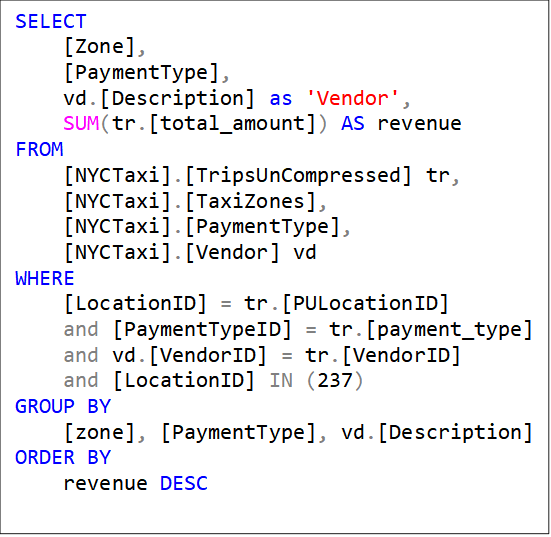 SELECT
[Zone],
[PaymentType],
vd.[Description] as 'Vendor',
SUM(tr.[total_amount]) AS revenue
FROM
[NYCTaxi].[TripsUnCompressed] tr,
[NYCTaxi].[TaxiZones],
[NYCTaxi].[PaymentType],
[NYCTaxi].[Vendor] vd
WHERE
[LocationID] = tr.[PULocationID]
and [PaymentTypeID] = tr.[payment_type]
and vd.[VendorID] = tr.[VendorID]
and [LocationID] IN (237)
GROUP BY
[zone], [PaymentType], vd.[Description]
ORDER BY
revenue DESC